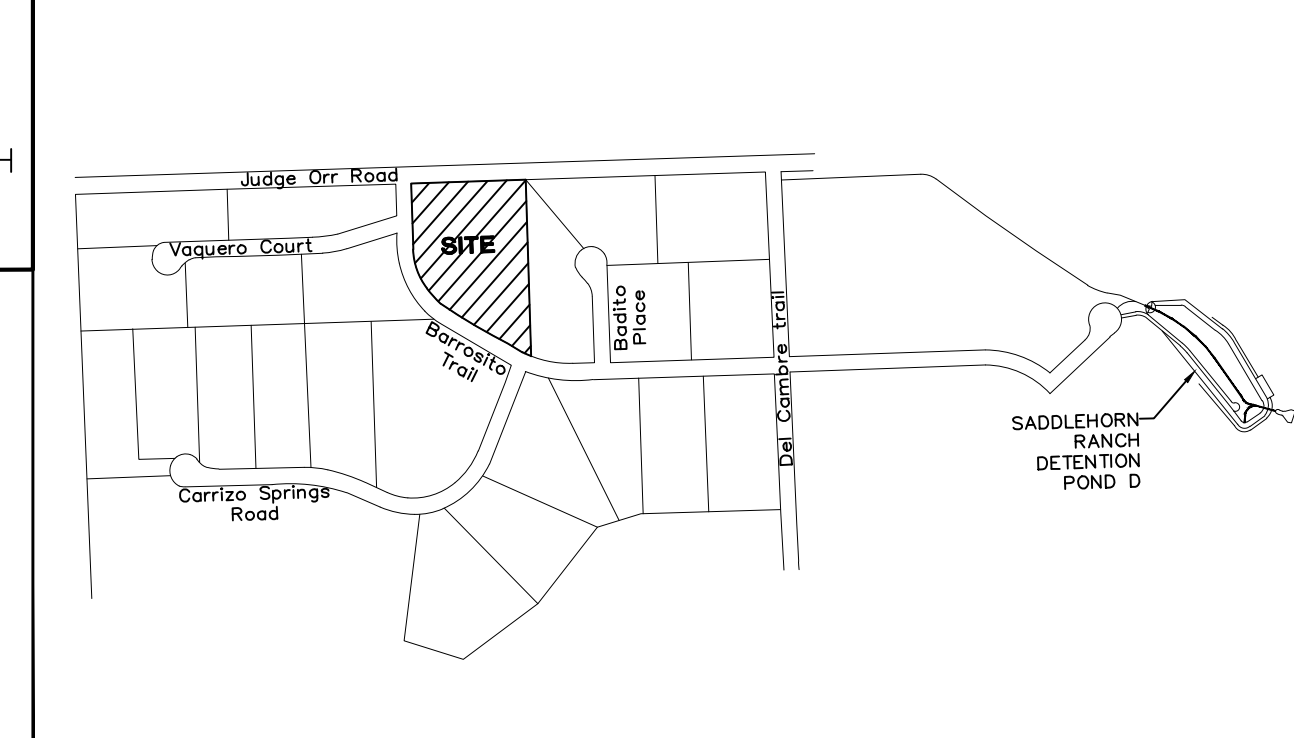 Judge Orr Road
Vaquero Court
SITE
Badito
Place
Barrosito
Trail
Del Cambre trail
SADDLEHORN
RANCH
DETENTION
POND D
Carrizo Springs
Road